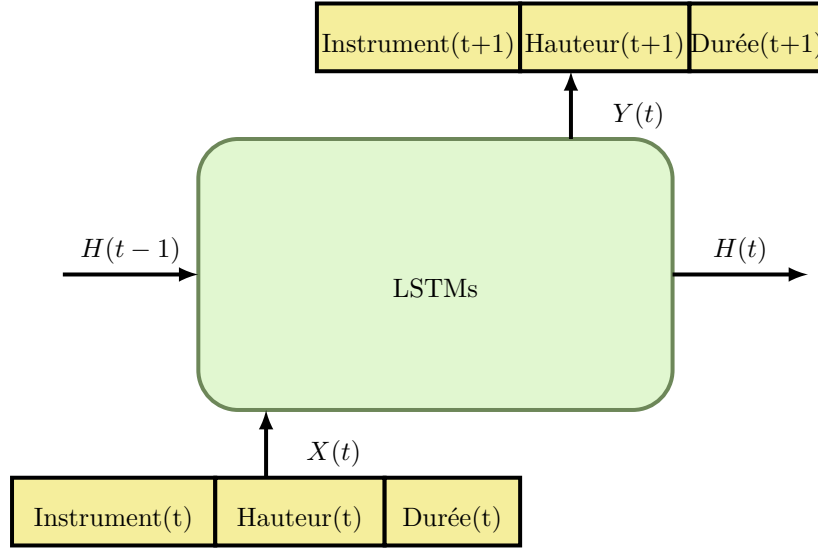 Instrument(t+1) Hauteur(t+1) Durée(t+1)
Y(t)
H(t − 1) H(t)
LSTMs
X(t)
Instrument(t) Hauteur(t) Durée(t)